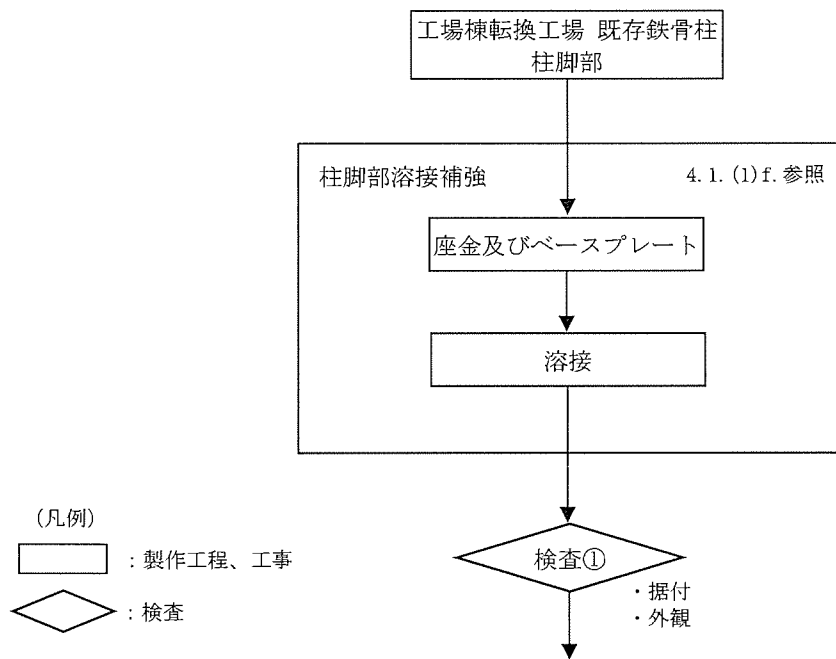 工場棟転換工場 既存鉄骨柱
柱脚部
柱脚部溶接補強
4.1.(1)f.参照
座金及びベースプレート
溶接
検査①
・据付
・外観
(凡例)
：製作工程、工事
：検査